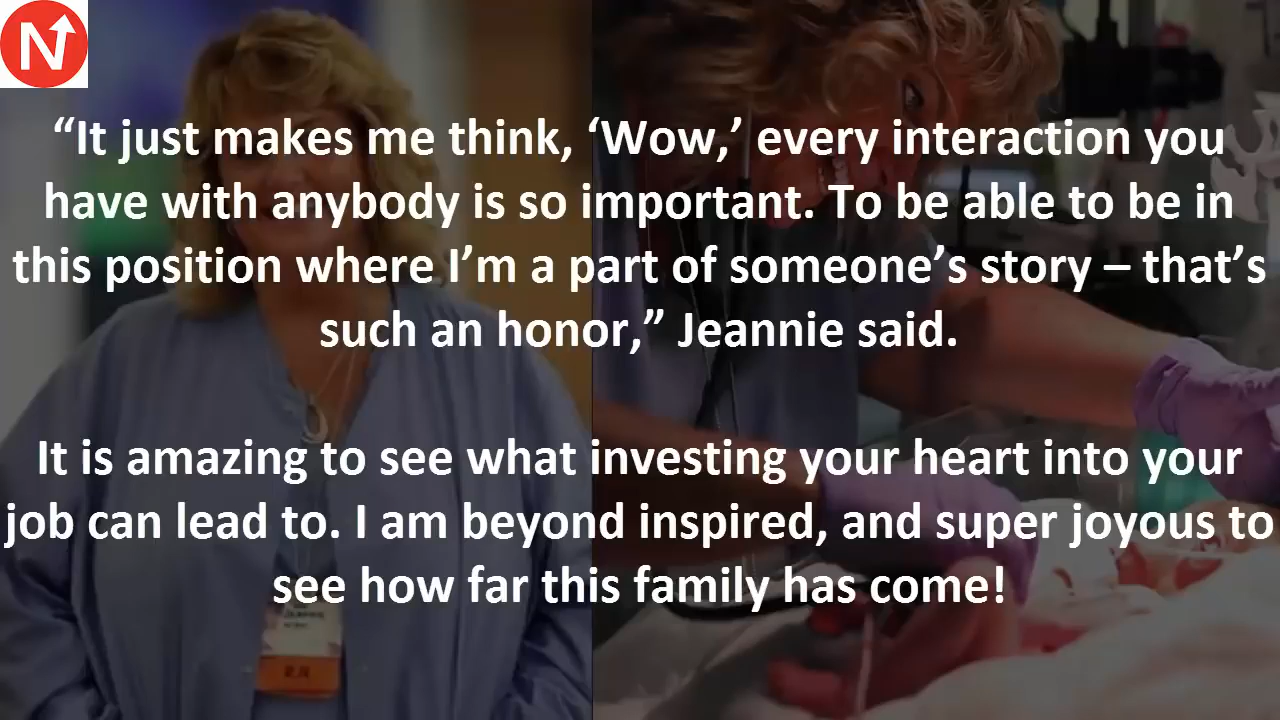 N
“It just makes me think, ‘Wow,’ every interaction you
have with anybody is so important. To be able to be in
this position where I’m a part of someone’s story – that’s
such an honor,” Jeannie said.
It is amazing to see what investing your heart into your
job can lead to. I am beyond inspired, and super joyous to
see how far this family has come!
R.N.